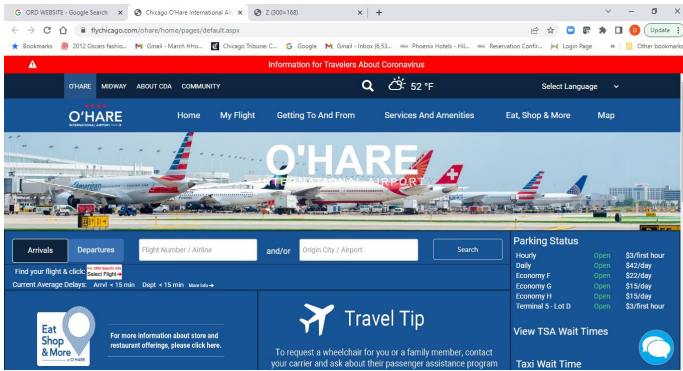 ORD WEBSITE - Google Search
Chicago O'Hare International Air
Z (300×168)
flychicago.com/ohare/home/pages/default.aspx
Update
Bookmarks
2012 Oscars fashio...
Gmail - March HHo...
Chicago Tribune: C...
Google
Gmail - Inbox (6,53...
Phoenix Hotels - Hil...
Reservation Confir...
Login Page
Other bookmarks
Information for Travelers About Coronavirus
O'HARE MIDWAY ABOUT CDA COMMUNITY
52 °F
Select Language
O'HARE
INTERNATIONAL AIRPORT
Home My Flight Getting To And From Services And Amenities Eat, Shop & More Map
O'HARE
INTERNATIONAL AIRPORT
American
Arrivals
Departures
Flight Number / Airline
and/or
Origin City / Airport
Search
Find your flight & click:
For ORD Specific Info
Select Flight
Current Average Delays: Arrvl < 15 min Dept < 15 min More Info
Parking Status
Hourly Open $3/first hour
Daily Open $42/day
Economy F Open $22/day
Economy G Open $15/day
Economy H Open $15/day
Terminal 5 - Lot D Open $3/first hour
View TSA Wait Times
Taxi Wait Time
Eat
Shop
& More
at O'HARE
For more information about store and
restaurant offerings, please click here.
Travel Tip
To request a wheelchair for you or a family member, contact
your carrier and ask about their passenger assistance program